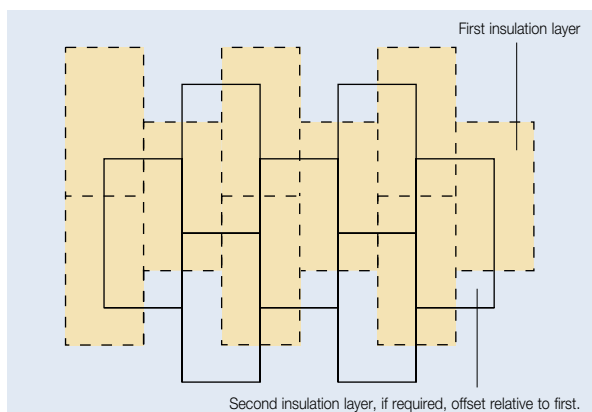 First insulation layer
Second insulation layer, if required, offset relative to first.